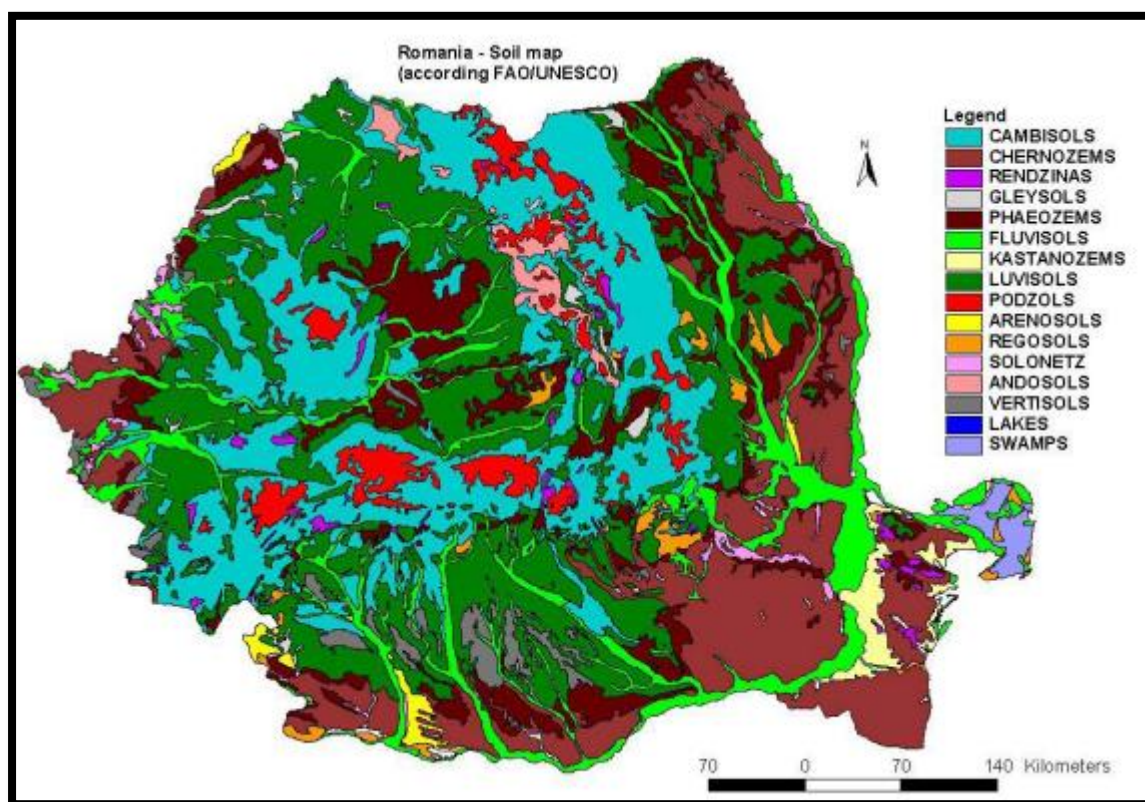 Romania - Soil map
(according FAO/UNESCO)
N
Legend
CAMBISOLS
CHERNOZEMS
RENDZINAS
GLEYSOLS
PHAEOZEMS
FLUVISOLS
KASTANOZEMS
LUVISOLS
PODZOLS
ARENOSOLS
REGOSOLS
SOLONETZ
ANDOSOLS
VERTISOLS
LAKES
SWAMPS
70 0 70 140 Kilometers